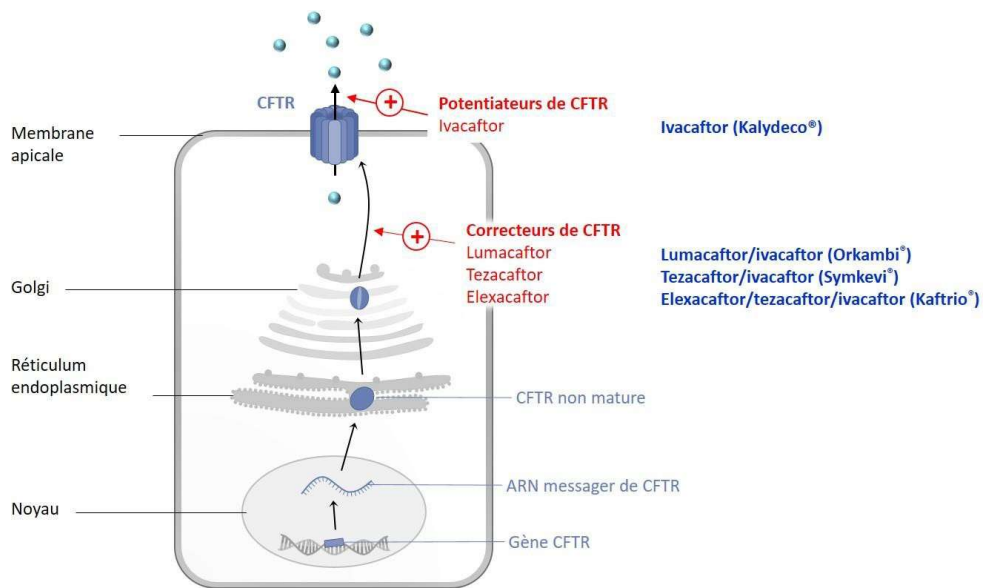 CFTR
Potentiateurs de CFTR
Ivacaftor
Ivacaftor (Kalydeco®)
Membrane
apicale
Correcteurs de CFTR
Lumacaftor
Tezacaftor
Elexacaftor
Lumacaftor/ivacaftor (Orkambi®)
Tezacaftor/ivacaftor (Symkevi®)
Elexacaftor/tezacaftor/ivacaftor (Kaftrio®)
Golgi
Réticulum
endoplasmique
CFTR non mature
ARN messager de CFTR
Noyau
Gène CFTR